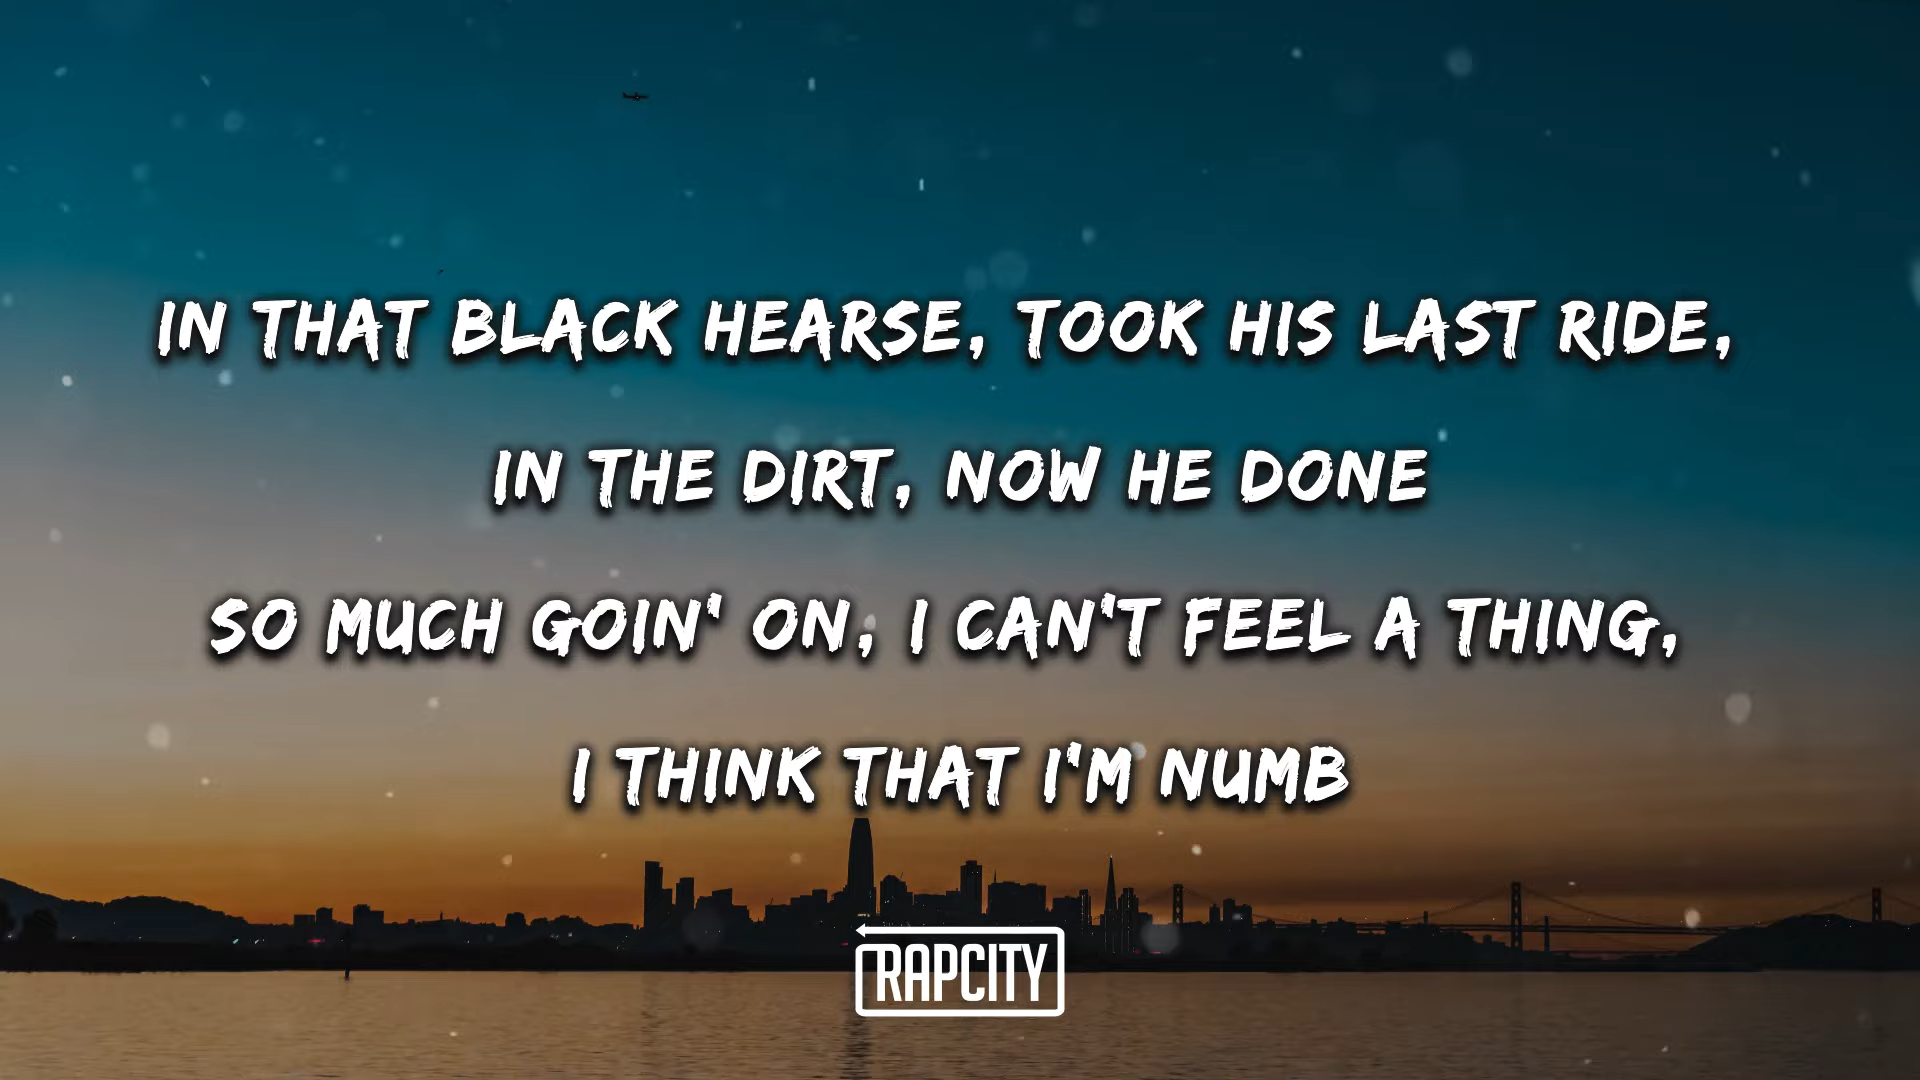 IN THAT BLACK HEARSE, TOOK HIS LAST RIDE,
IN THE DIRT, NOW HE DONE
SO MUCH GOIN' ON, I CAN'T FEEL A THING,
I THINK THAT I'M NUMB
RAPCITY